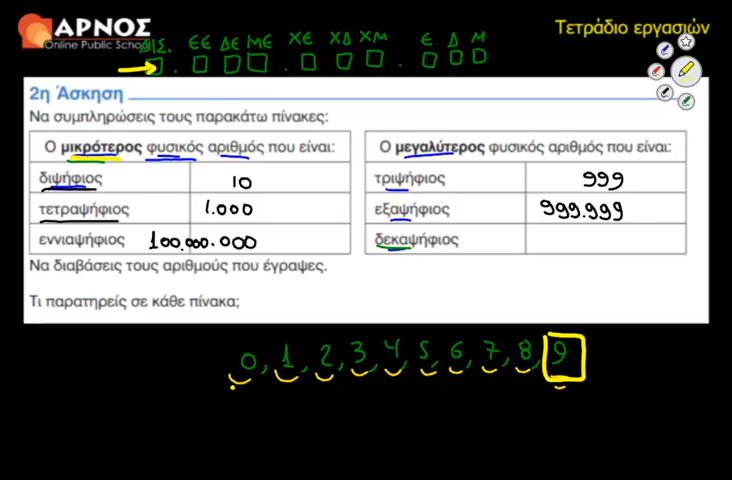 ΑΡΝΟΣ
Online Public School
Τετράδιο εργασιών
ΔΙΣ. ΕΕ ΔΕ ΜΕ ΧΕ ΧΔ ΧΜ Ε Δ Μ
2η Άσκηση
Να συμπληρώσεις τους παρακάτω πίνακες:
Ο μικρότερος φυσικός αριθμός που είναι:
διψήφιος 10
τετραψήφιος 1.000
εννιαψήφιος 100.000.000
Ο μεγαλύτερος φυσικός αριθμός που είναι:
τριψήφιος 999
εξαψήφιος 999.999
δεκαψήφιος
Να διαβάσεις τους αριθμούς που έγραψες.
Τι παρατηρείς σε κάθε πίνακα;
0, 1, 2, 3, 4, 5, 6, 7, 8, 9